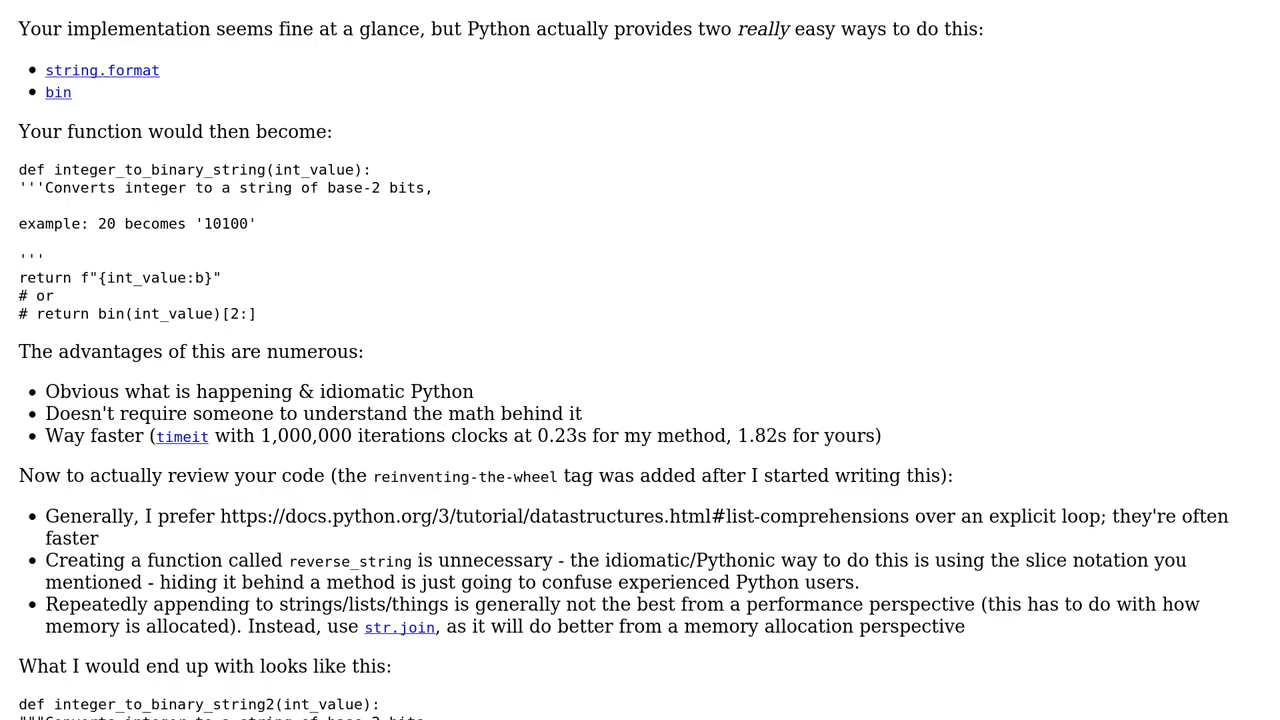 Your implementation seems fine at a glance, but Python actually provides two really easy ways to do this:
• string.format
• bin
Your function would then become:
def integer_to_binary_string(int_value):
'''Converts integer to a string of base-2 bits,
example: 20 becomes '10100'
'''
return f"{int_value:b}"
# or
# return bin(int_value)[2:]
The advantages of this are numerous:
• Obvious what is happening & idiomatic Python
• Doesn't require someone to understand the math behind it
• Way faster (timeit with 1,000,000 iterations clocks at 0.23s for my method, 1.82s for yours)
Now to actually review your code (the reinventing-the-wheel tag was added after I started writing this):
• Generally, I prefer https://docs.python.org/3/tutorial/datastructures.html#list-comprehensions over an explicit loop; they're often
faster
• Creating a function called reverse_string is unnecessary - the idiomatic/Pythonic way to do this is using the slice notation you
mentioned - hiding it behind a method is just going to confuse experienced Python users.
• Repeatedly appending to strings/lists/things is generally not the best from a performance perspective (this has to do with how
memory is allocated). Instead, use str.join, as it will do better from a memory allocation perspective
What I would end up with looks like this:
def integer_to_binary_string2(int_value):
"""Converts integer to a string of base-2 bits,